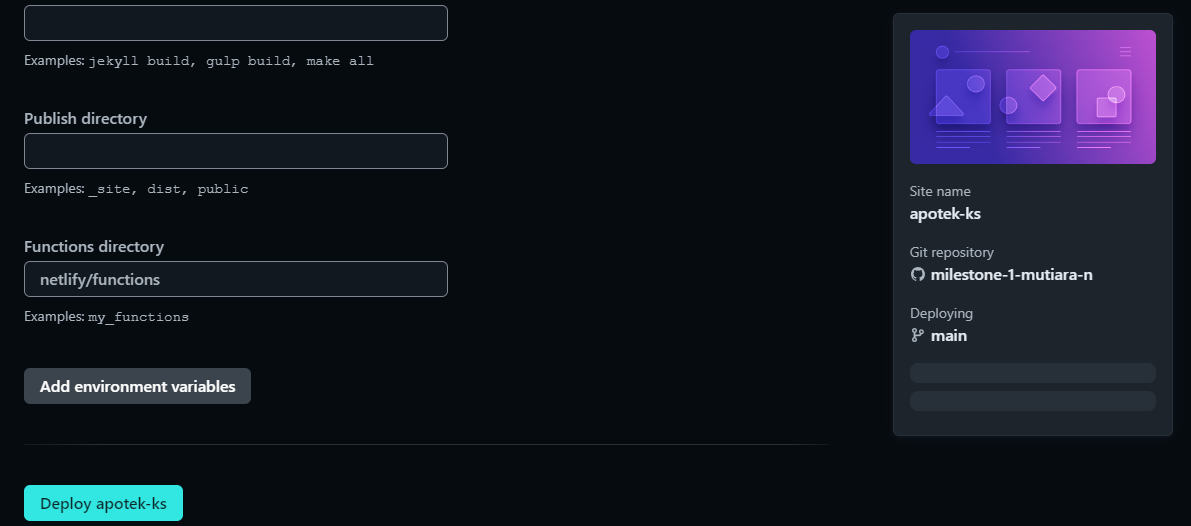 Examples: jekyll build, gulp build, make all
Publish directory
Examples: _site, dist, public
Functions directory
netlify/functions
Examples: my_functions
Add environment variables
Deploy apotek-ks
Site name
apotek-ks
Git repository
milestone-1-mutiara-n
Deploying
main